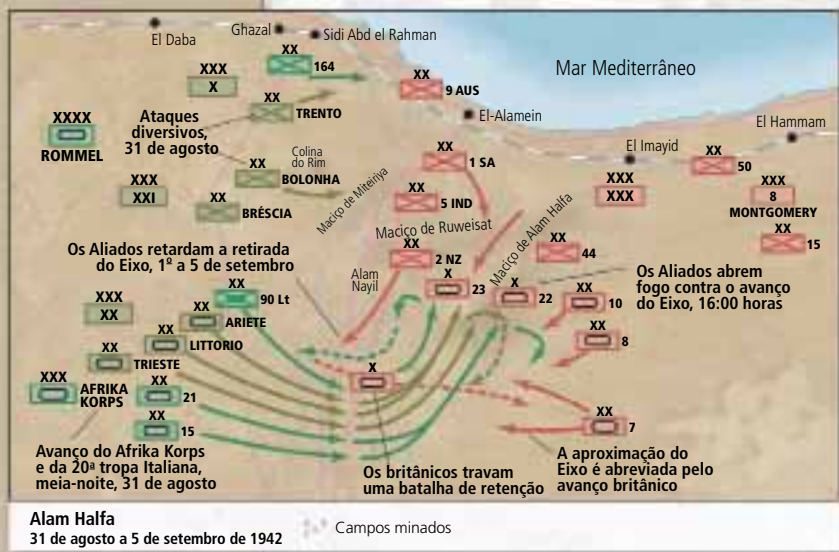 El Daba
Ghazal
Sidi Abd el Rahman
Mar Mediterrâneo
XX
164
XXX
X
XX
9 AUS
XX
TRENTO
El-Alamein
XXXX
ROMMEL
Ataques
diversivos,
31 de agosto
Colina
do Rim
XX
BOLONHA
Maciço de Miteiriya
XX
1 SA
El Imayid
El Hammam
XX
50
XXX
XXI
XX
BRÉSCIA
XX
5 IND
XXX
XXX
XXX
8
MONTGOMERY
XX
15
Maciço de Ruweisat
Maciço de Alam Halfa
XX
44
Os Aliados retardam a retirada
do Eixo, 1º a 5 de setembro
XX
2 NZ
Alam
Nayil
X
23
X
22
XX
10
Os Aliados abrem
fogo contra o avanço
do Eixo, 16:00 horas
XX
90 Lt
XXX
XX
XX
ARIETE
XX
LITTORIO
XX
8
XX
TRIESTE
XXX
AFRIKA
KORPS
XX
21
X
XX
15
XX
7
Avanço do Afrika Korps
e da 20ª tropa Italiana,
meia-noite, 31 de agosto
Os britânicos travam
uma batalha de retenção
A aproximação do
Eixo é abreviada pelo
avanço britânico
Alam Halfa
31 de agosto a 5 de setembro de 1942
Campos minados